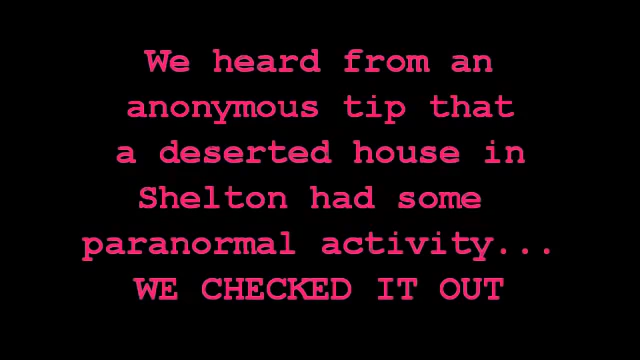 We heard from an
anonymous tip that
a deserted house in
Shelton had some
paranormal activity...
WE CHECKED IT OUT